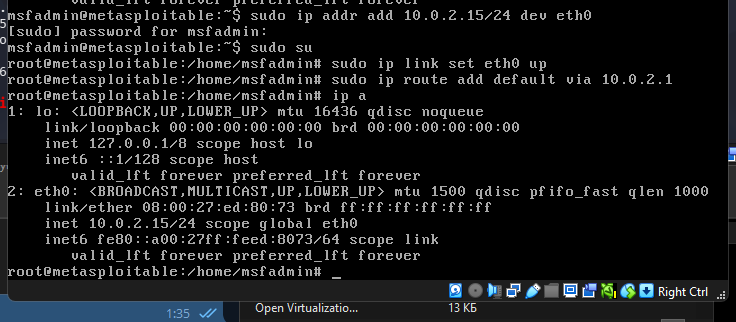 valid_lft forever preferred_lft forever
msfadmin@metasploitable:~$ sudo ip addr add 10.0.2.15/24 dev eth0
[sudo] password for msfadmin:
msfadmin@metasploitable:~$ sudo su
root@metasploitable:/home/msfadmin# sudo ip link set eth0 up
root@metasploitable:/home/msfadmin# sudo ip route add default via 10.0.2.1
root@metasploitable:/home/msfadmin# ip a
1: lo: <LOOPBACK,UP,LOWER_UP> mtu 16436 qdisc noqueue
    link/loopback 00:00:00:00:00:00 brd 00:00:00:00:00:00
    inet 127.0.0.1/8 scope host lo
    inet6 ::1/128 scope host
       valid_lft forever preferred_lft forever
2: eth0: <BROADCAST,MULTICAST,UP,LOWER_UP> mtu 1500 qdisc pfifo_fast qlen 1000
    link/ether 08:00:27:ed:80:73 brd ff:ff:ff:ff:ff:ff
    inet 10.0.2.15/24 scope global eth0
    inet6 fe80::a00:27ff:feed:8073/64 scope link
       valid_lft forever preferred_lft forever
root@metasploitable:/home/msfadmin# _
Right Ctrl
1:35
Open Virtualizatio... 13 КБ